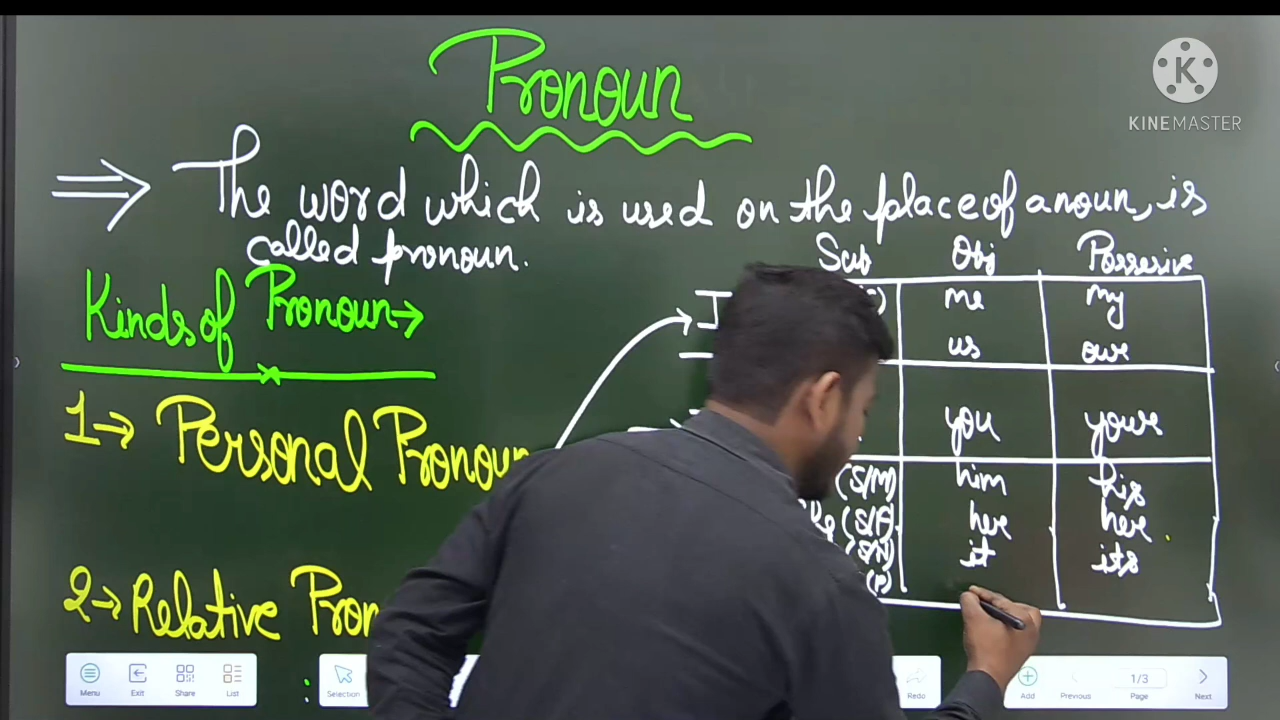 Pronoun
KINEMASTER
⇒ The word which is used on the place of a noun, is
called pronoun.
Sub Obj Possesive
Kinds of Pronoun →
I me my
us our
1 → Personal Pronoun
you your
(S/M) him his
(S/F) her her
(S/N) it its
(P)
2 → Relative
Menu Exit Share List Selection Redo Add Previous 1/3 Page Next